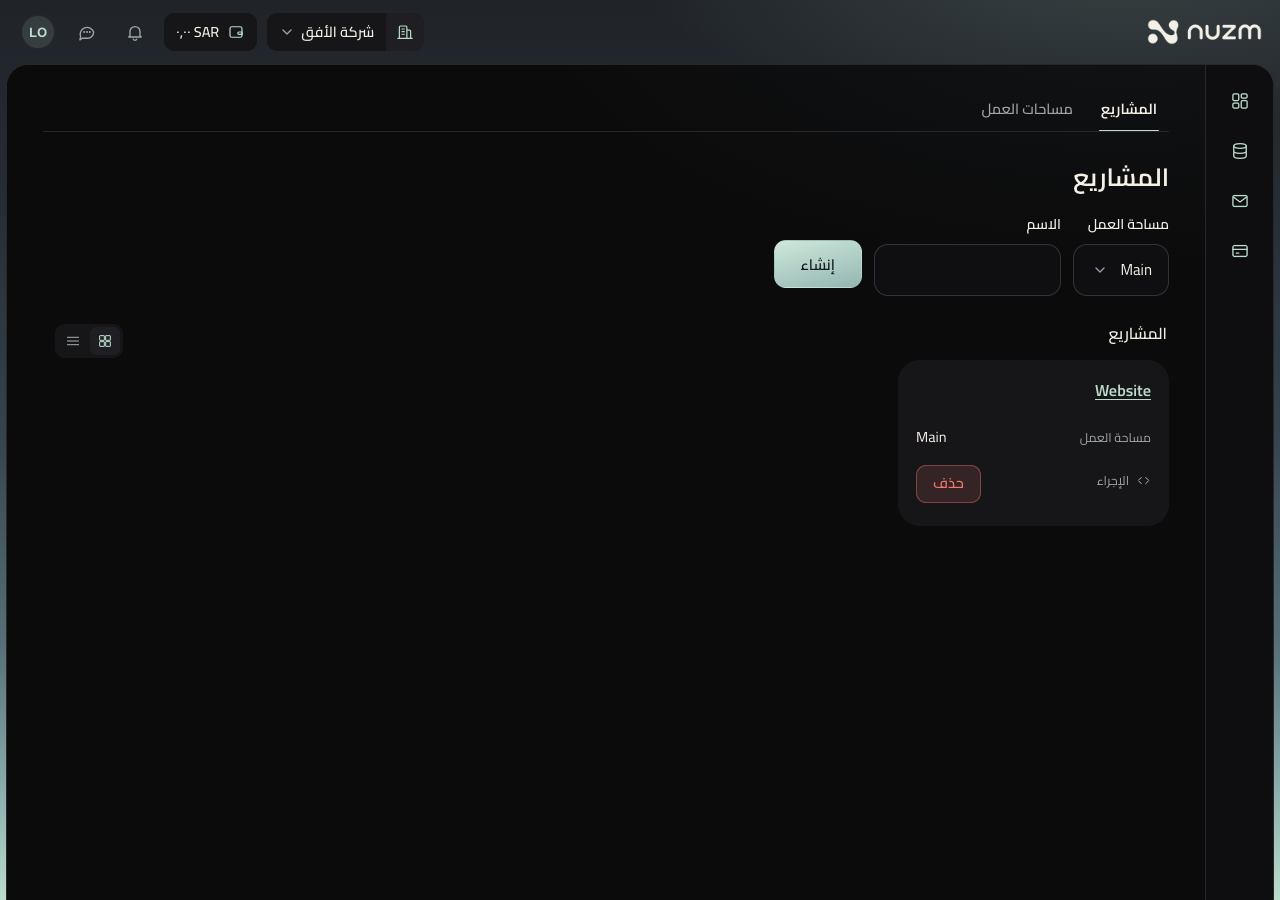 nuzm
شركة الأفق
٠,٠٠ SAR
LO
المشاريع
مساحات العمل
المشاريع
مساحة العمل
الاسم
Main
إنشاء
المشاريع
Website
مساحة العمل
Main
الإجراء
حذف